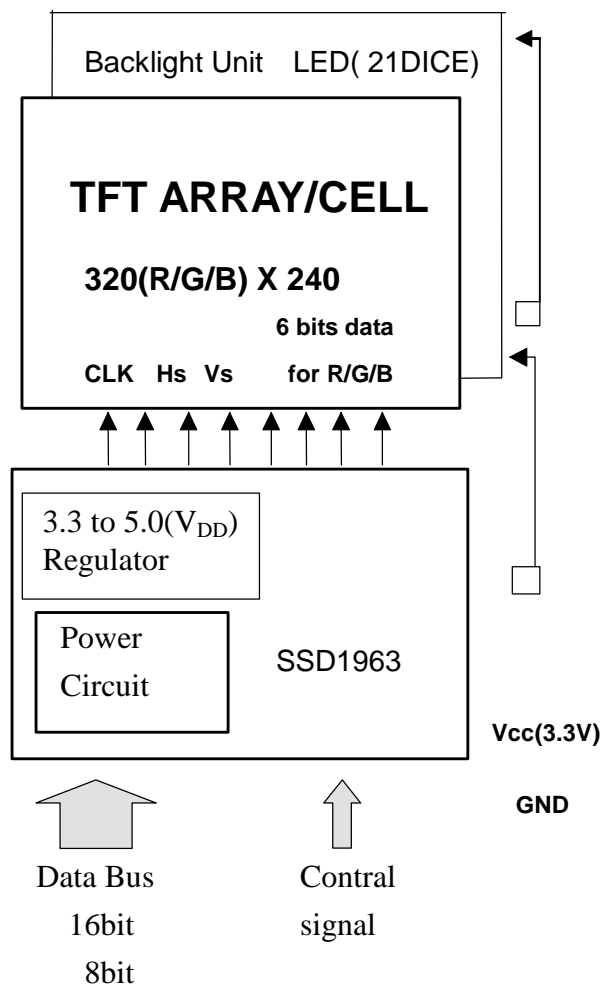 Backlight Unit LED( 21DICE)
TFT ARRAY/CELL
320(R/G/B) X 240
6 bits data
CLK Hs Vs for R/G/B
3.3 to 5.0(VDD)
Regulator
Power
Circuit
SSD1963
Vcc(3.3V)
GND
Data Bus
16bit
8bit
Contral
signal